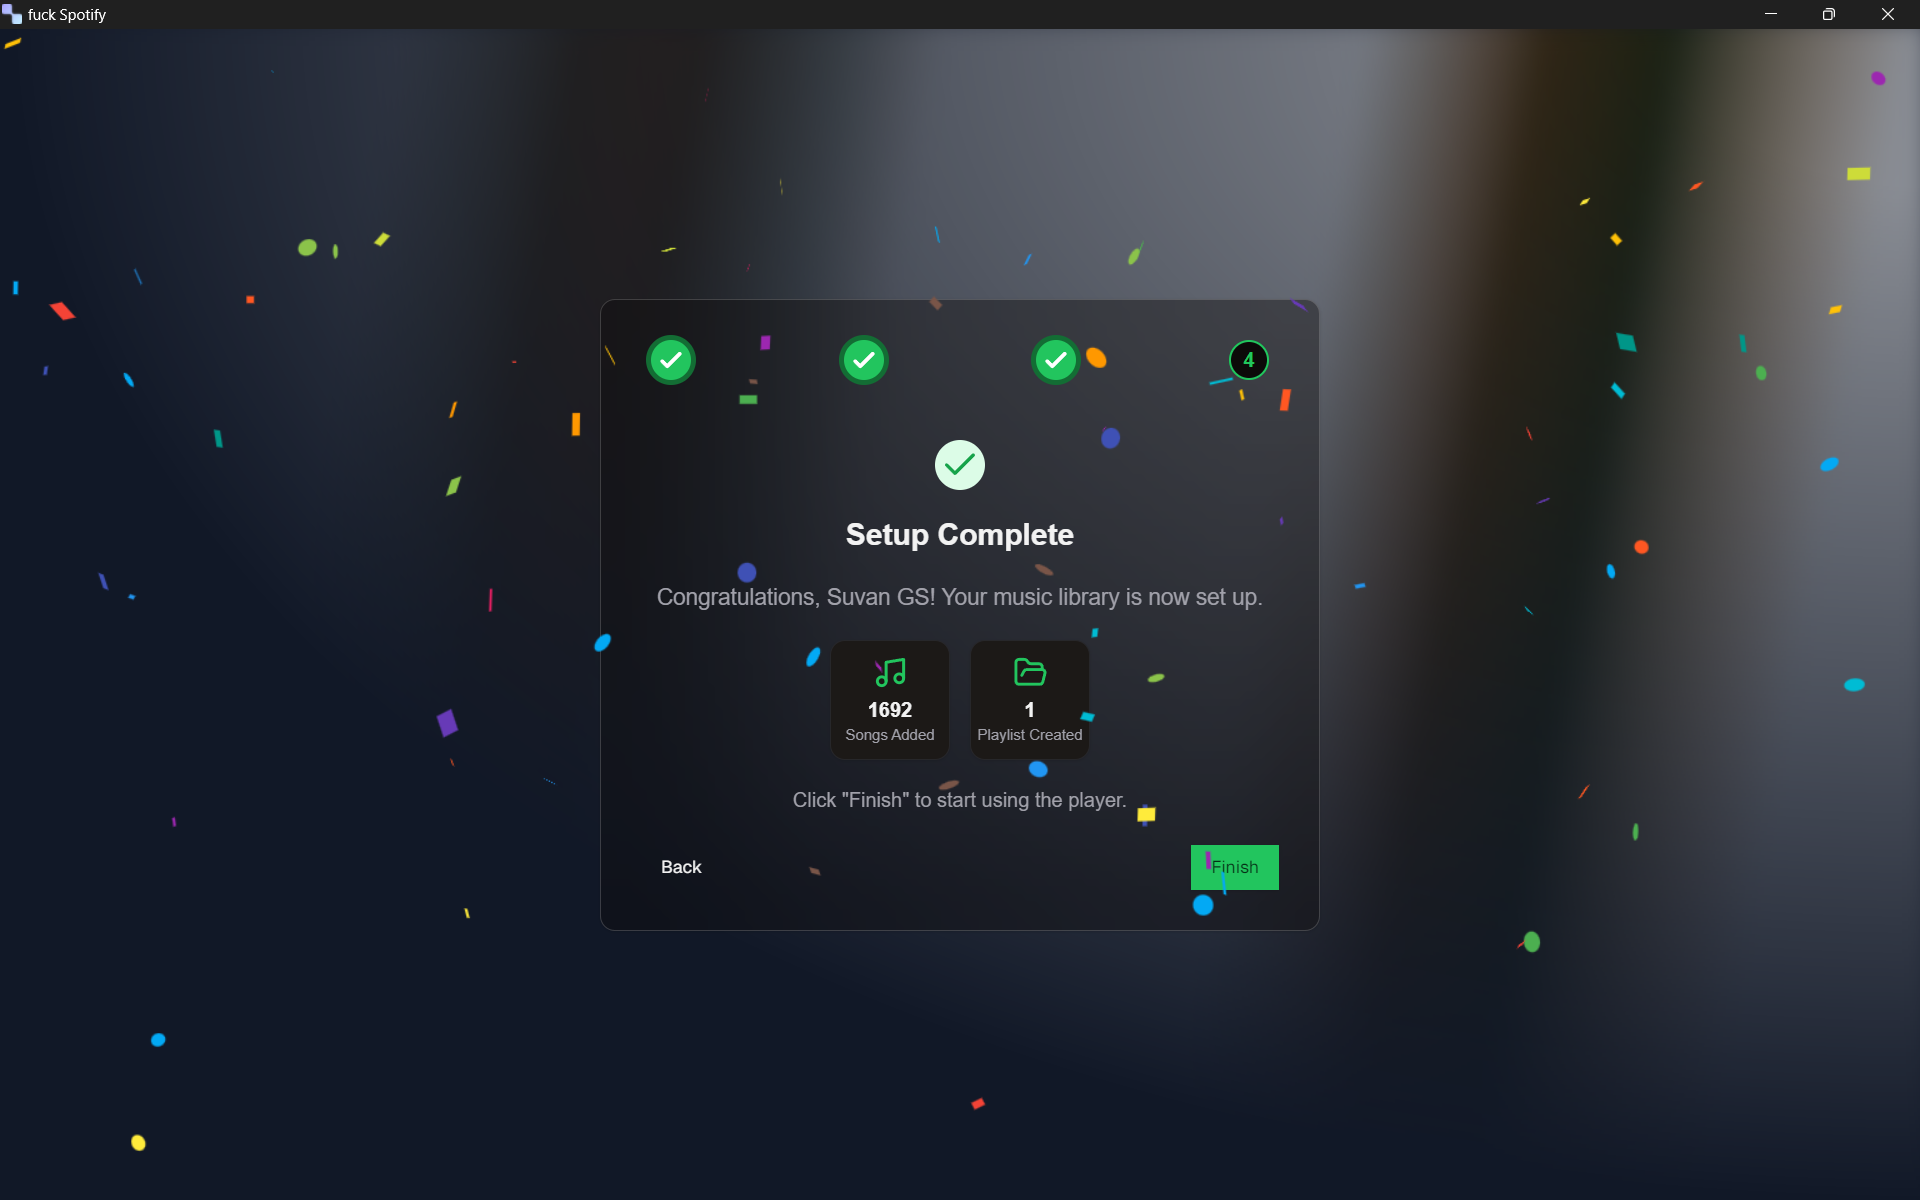 fuck Spotify
4
Setup Complete
Congratulations, Suvan GS! Your music library is now set up.
1692
Songs Added
1
Playlist Created
Click "Finish" to start using the player.
Back
Finish